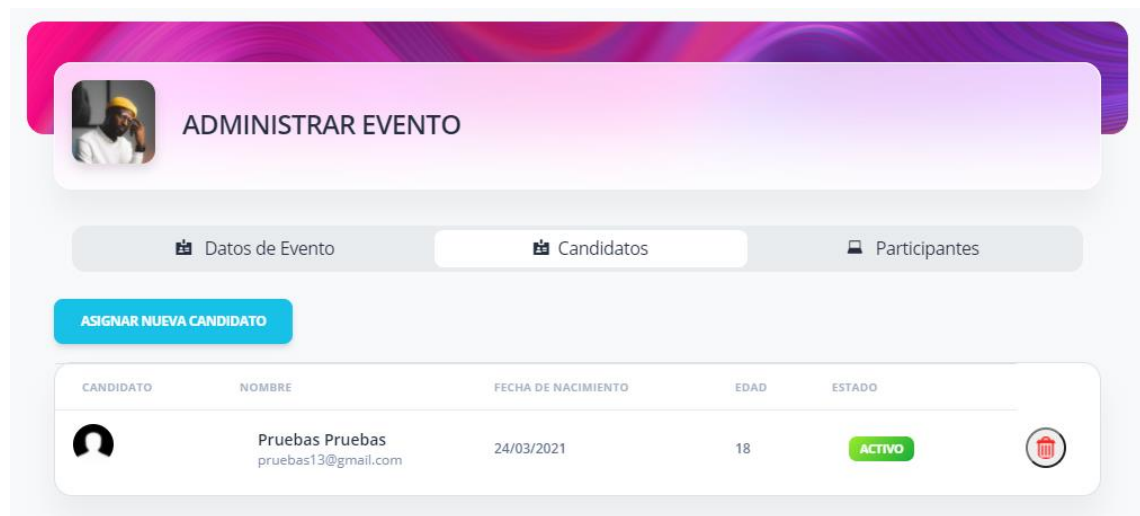 ADMINISTRAR EVENTO
Datos de Evento
Candidatos
Participantes
ASIGNAR NUEVA CANDIDATO
CANDIDATO NOMBRE FECHA DE NACIMIENTO EDAD ESTADO
Pruebas Pruebas
pruebas13@gmail.com
24/03/2021
18
ACTIVO